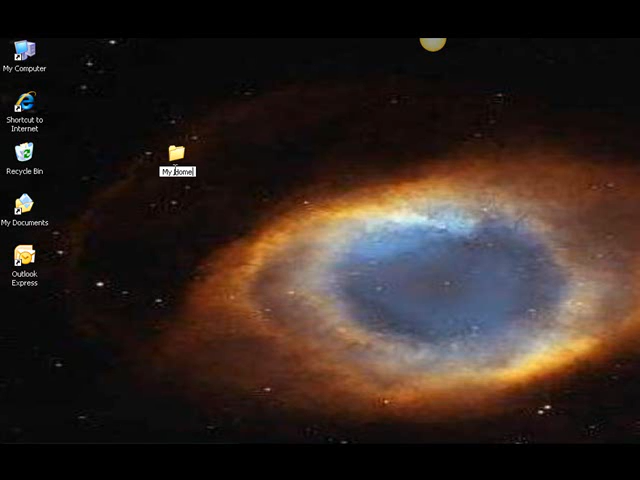 My Computer
Shortcut to
Internet
Recycle Bin
My Documents
Outlook
Express
My Home